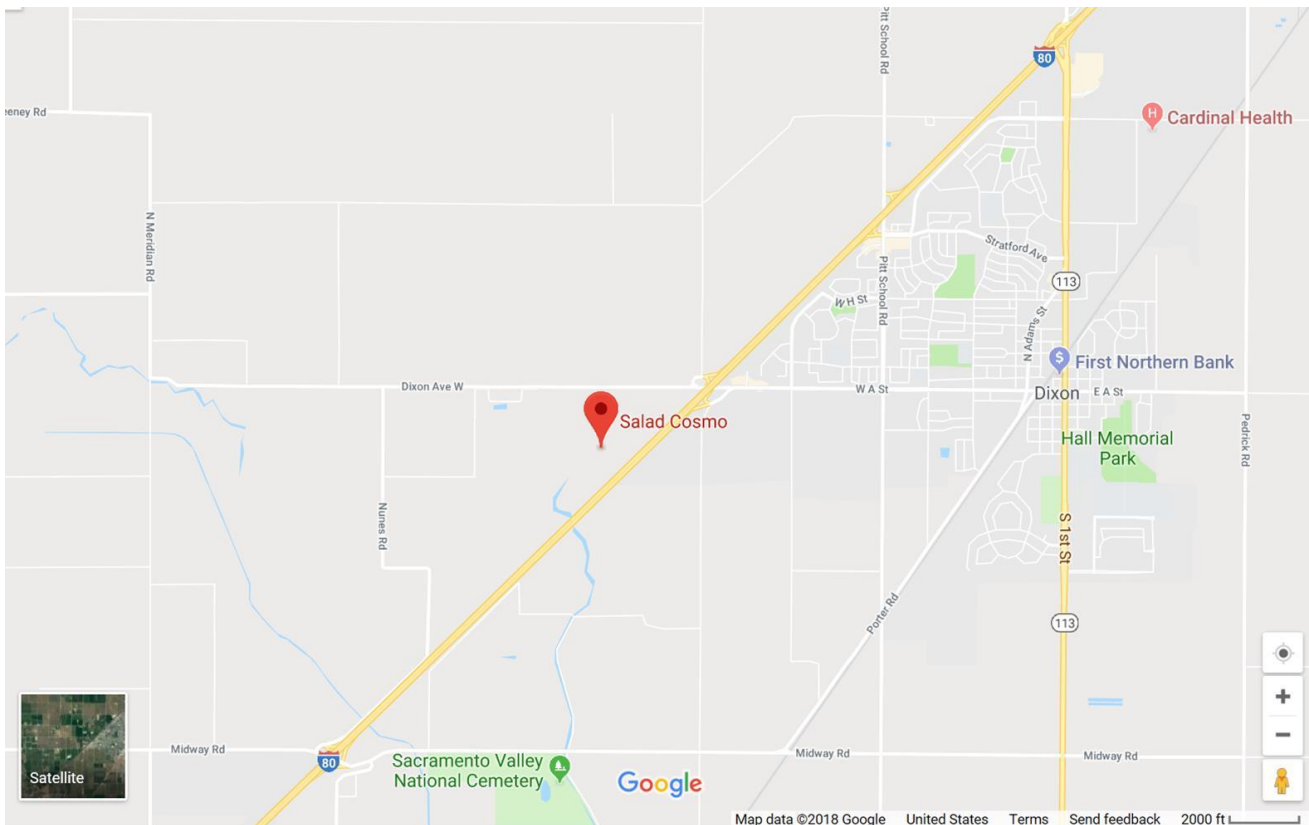 Pitt School Rd
80
Cardinal Health
eeney Rd
N Meridian Rd
Stratford Ave
Pitt School Rd
113
W H St
N Adams St
First Northern Bank
Dixon Ave W
W A St
Dixon
E A St
Salad Cosmo
Hall Memorial
Park
Pedrick Rd
Nunes Rd
S 1st St
Porter Rd
113
Midway Rd
Midway Rd
Midway Rd
80
Sacramento Valley
National Cemetery
Satellite
Google
Map data ©2018 Google United States Terms Send feedback 2000 ft